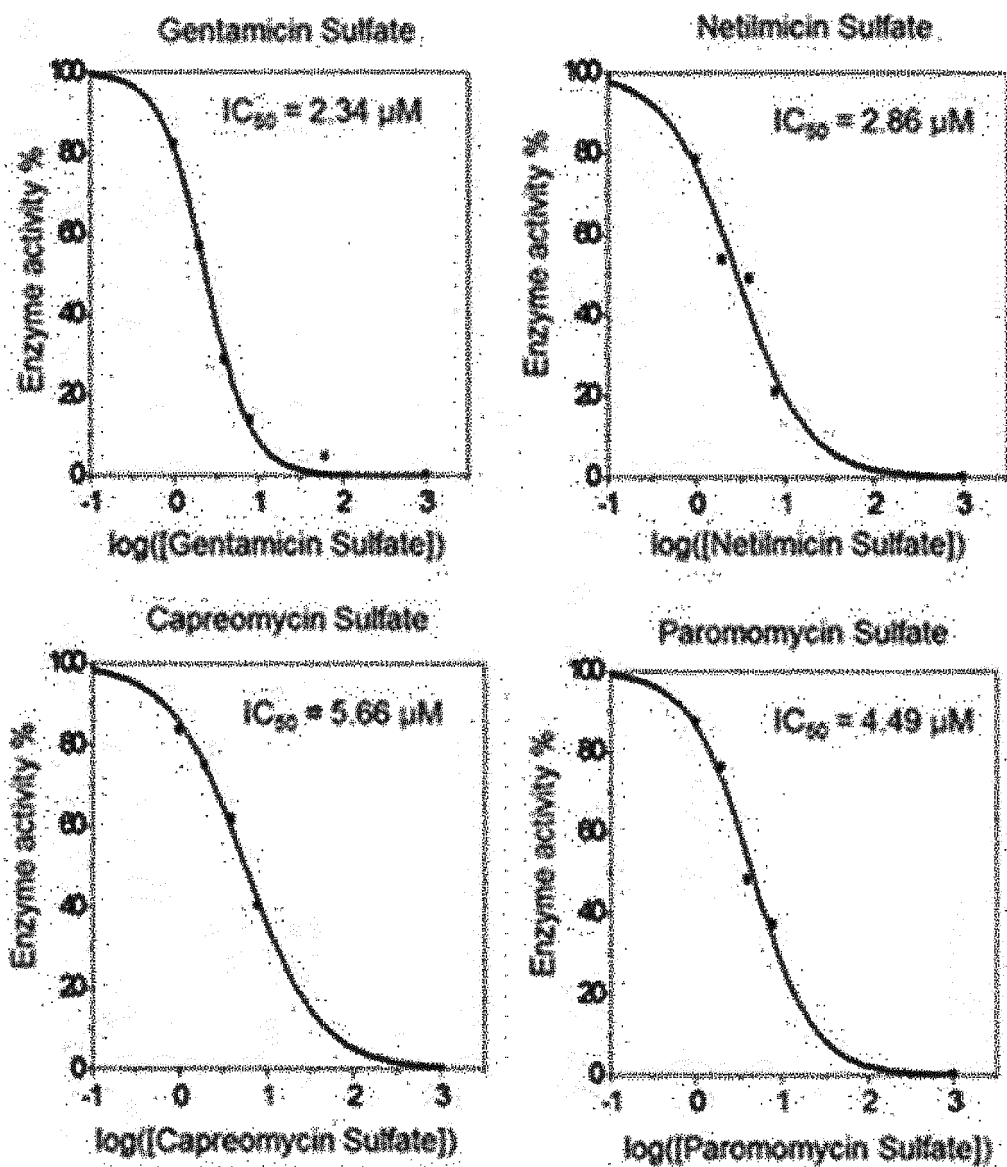 Gentamicin Sulfate
IC50 = 2.34 µM
Enzyme activity %
100
80
60
40
20
0
-1 0 1 2 3
log([Gentamicin Sulfate])
Netilmicin Sulfate
IC50 = 2.86 µM
Enzyme activity %
100
80
60
40
20
0
-1 0 1 2 3
log([Netilmicin Sulfate])
Capreomycin Sulfate
IC50 = 5.66 µM
Enzyme activity %
100
80
60
40
20
0
-1 0 1 2 3
log([Capreomycin Sulfate])
Paromomycin Sulfate
IC50 = 4.49 µM
Enzyme activity %
100
80
60
40
20
0
-1 0 1 2 3
log([Paromomycin Sulfate])